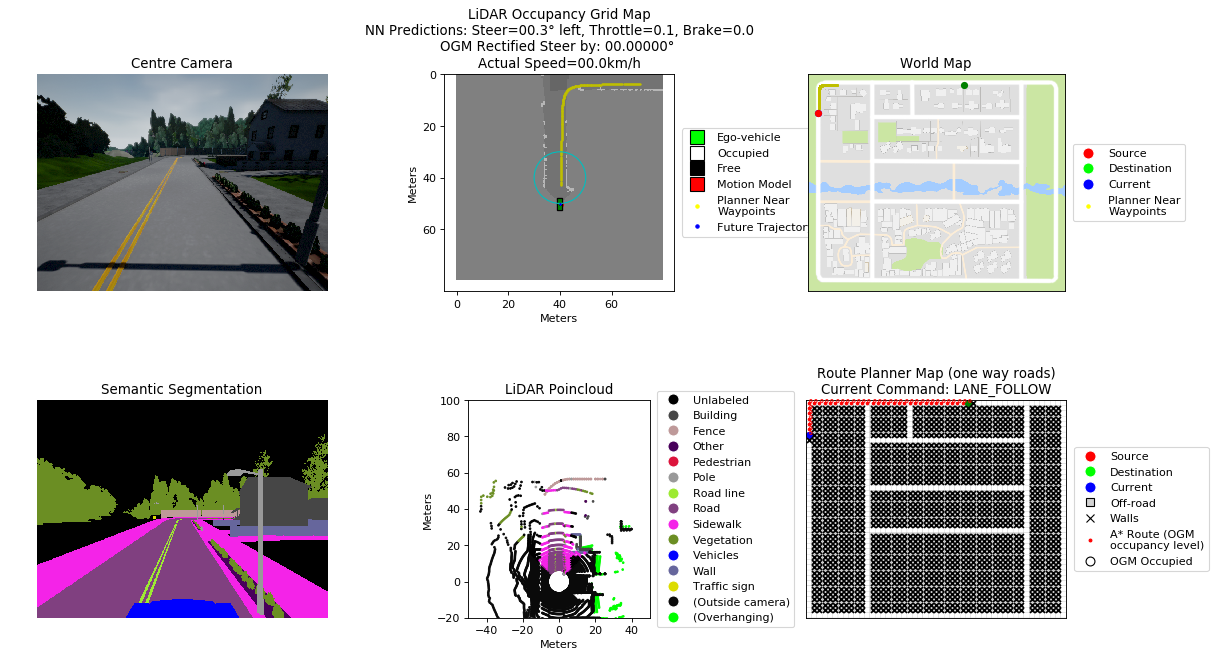 LiDAR Occupancy Grid Map
NN Predictions: Steer=00.3° left, Throttle=0.1, Brake=0.0
OGM Rectified Steer by: 00.00000°
Actual Speed=00.0km/h
Centre Camera
World Map
0
20
40
60
Meters
0
20
40
60
Meters
Ego-vehicle
Occupied
Free
Motion Model
Planner Near
Waypoints
Future Trajector
Source
Destination
Current
Planner Near
Waypoints
Semantic Segmentation
LiDAR Poincloud
Route Planner Map (one way roads)
Current Command: LANE_FOLLOW
100
80
60
40
20
0
−20
Meters
−40
−20
0
20
40
Meters
Unlabeled
Building
Fence
Other
Pedestrian
Pole
Road line
Road
Sidewalk
Vegetation
Vehicles
Wall
Traffic sign
(Outside camera)
(Overhanging)
Source
Destination
Current
Off-road
Walls
A* Route (OGM
occupancy level)
OGM Occupied